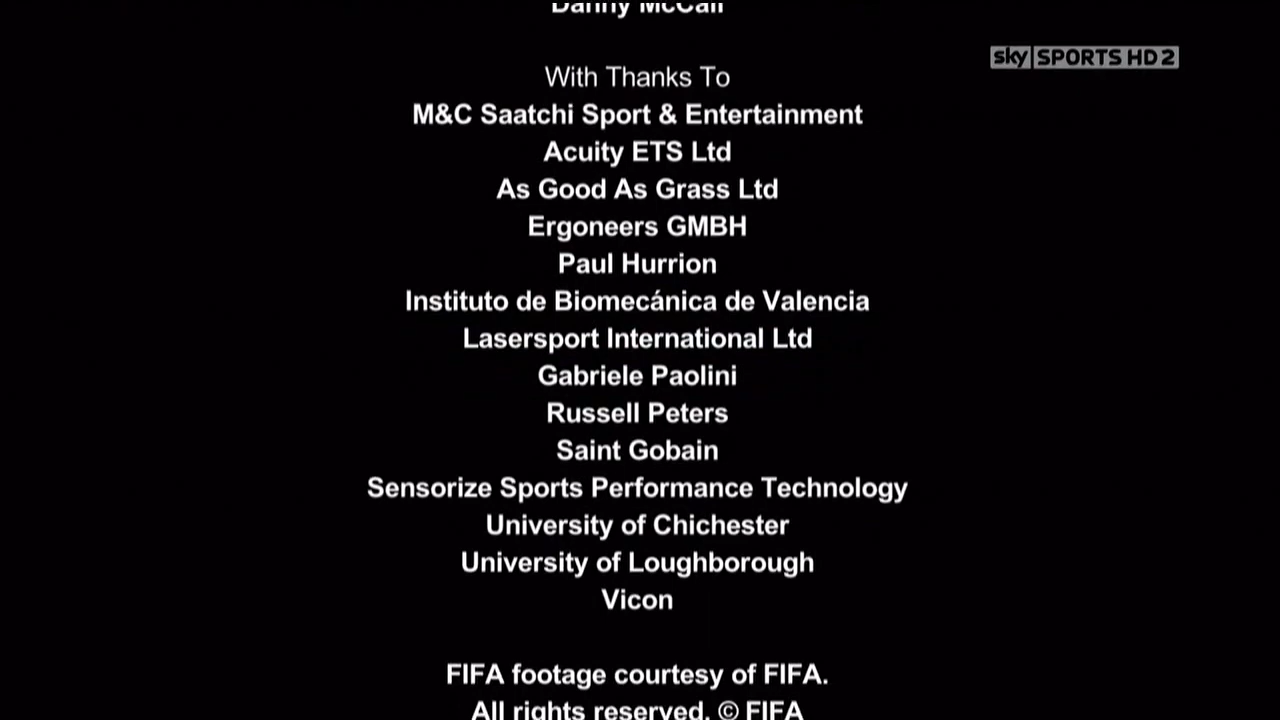 Danny McCall
sky SPORTS HD 2
With Thanks To
M&C Saatchi Sport & Entertainment
Acuity ETS Ltd
As Good As Grass Ltd
Ergoneers GMBH
Paul Hurrion
Instituto de Biomecánica de Valencia
Lasersport International Ltd
Gabriele Paolini
Russell Peters
Saint Gobain
Sensorize Sports Performance Technology
University of Chichester
University of Loughborough
Vicon
FIFA footage courtesy of FIFA.
All rights reserved. © FIFA